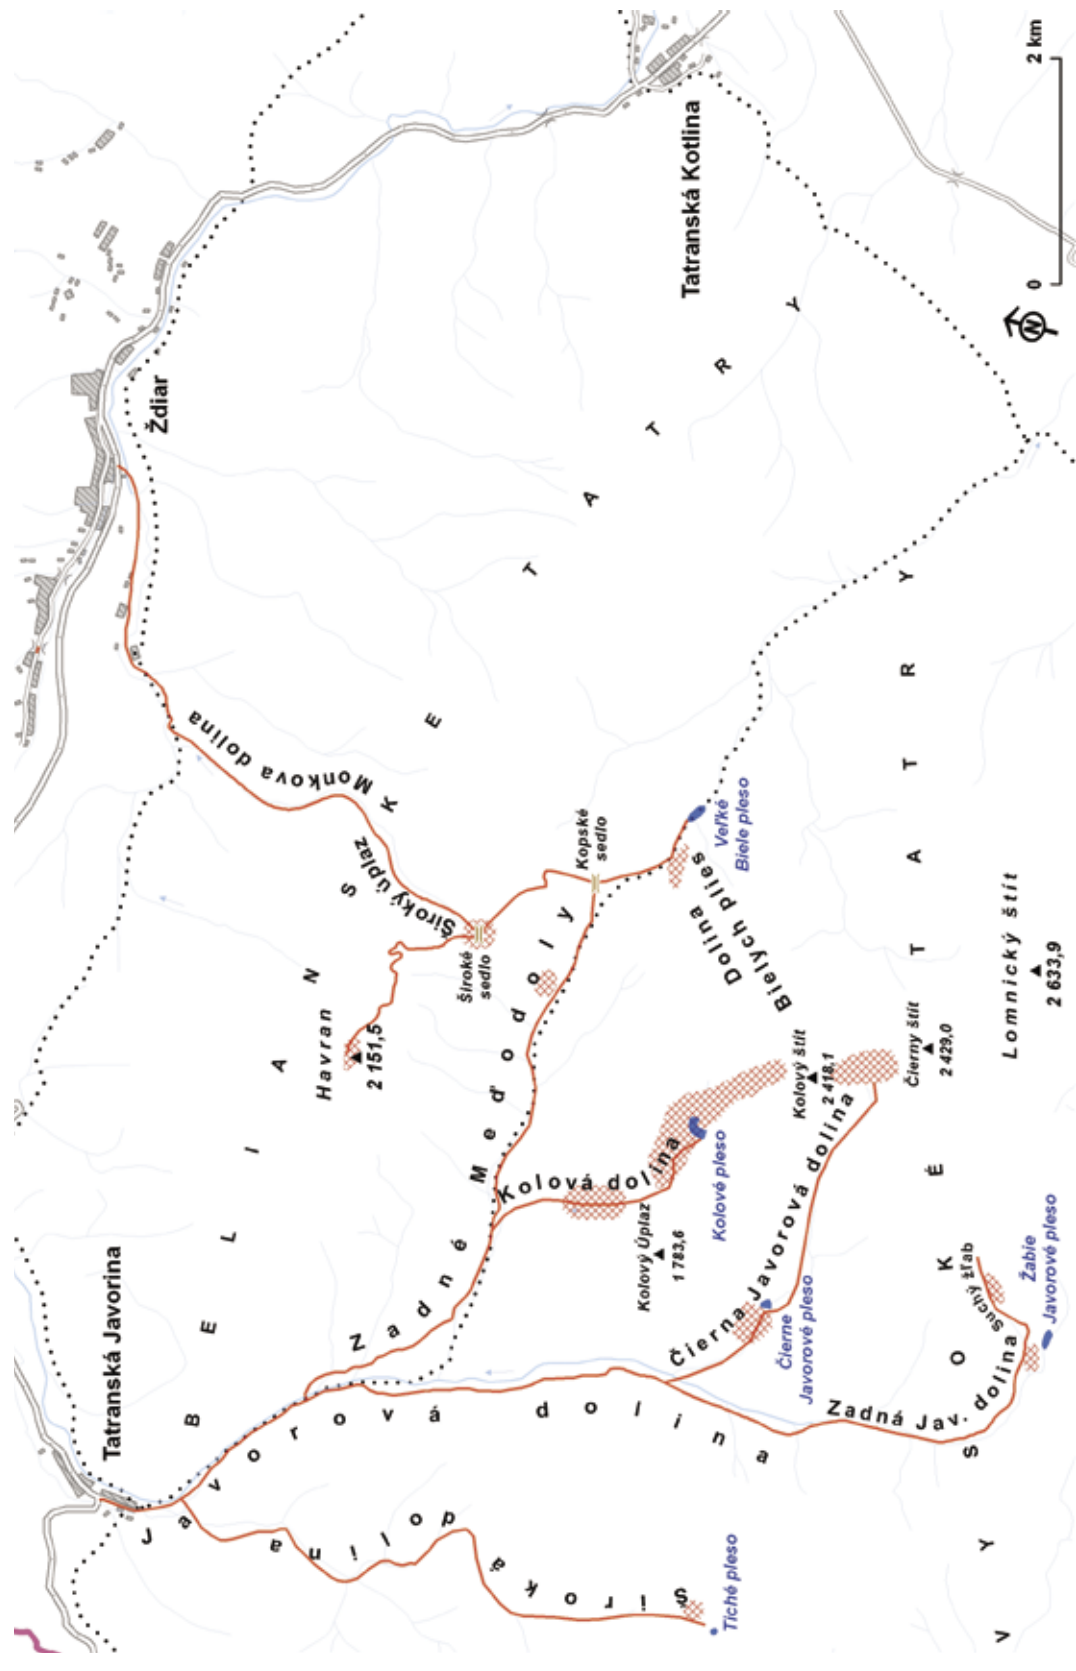 Tatranská Javorina
Ždiar
Tatranská Kotlina
BELIANSKE TATRY
Javorová dolina
Široká dolina
Zadné Meďodoly
Monkova dolina
Široký úplaz
Havran
2 151,5
Široké
sedlo
Kopské
sedlo
Kolová dolina
Kolový Úplaz
1 783,6
Kolové pleso
Tiché pleso
Veľké
Biele pleso
Dolina
Bielych plies
Čierna Javorová dolina
Čierne
Javorové pleso
Kolový štít
2 418,1
Čierny štít
2 429,0
Zadná Jav. dolina
Suchý žľab
Žabie
Javorové pleso
Lomnický štít
2 633,9
VYSOKÉ TATRY
N
0
2 km